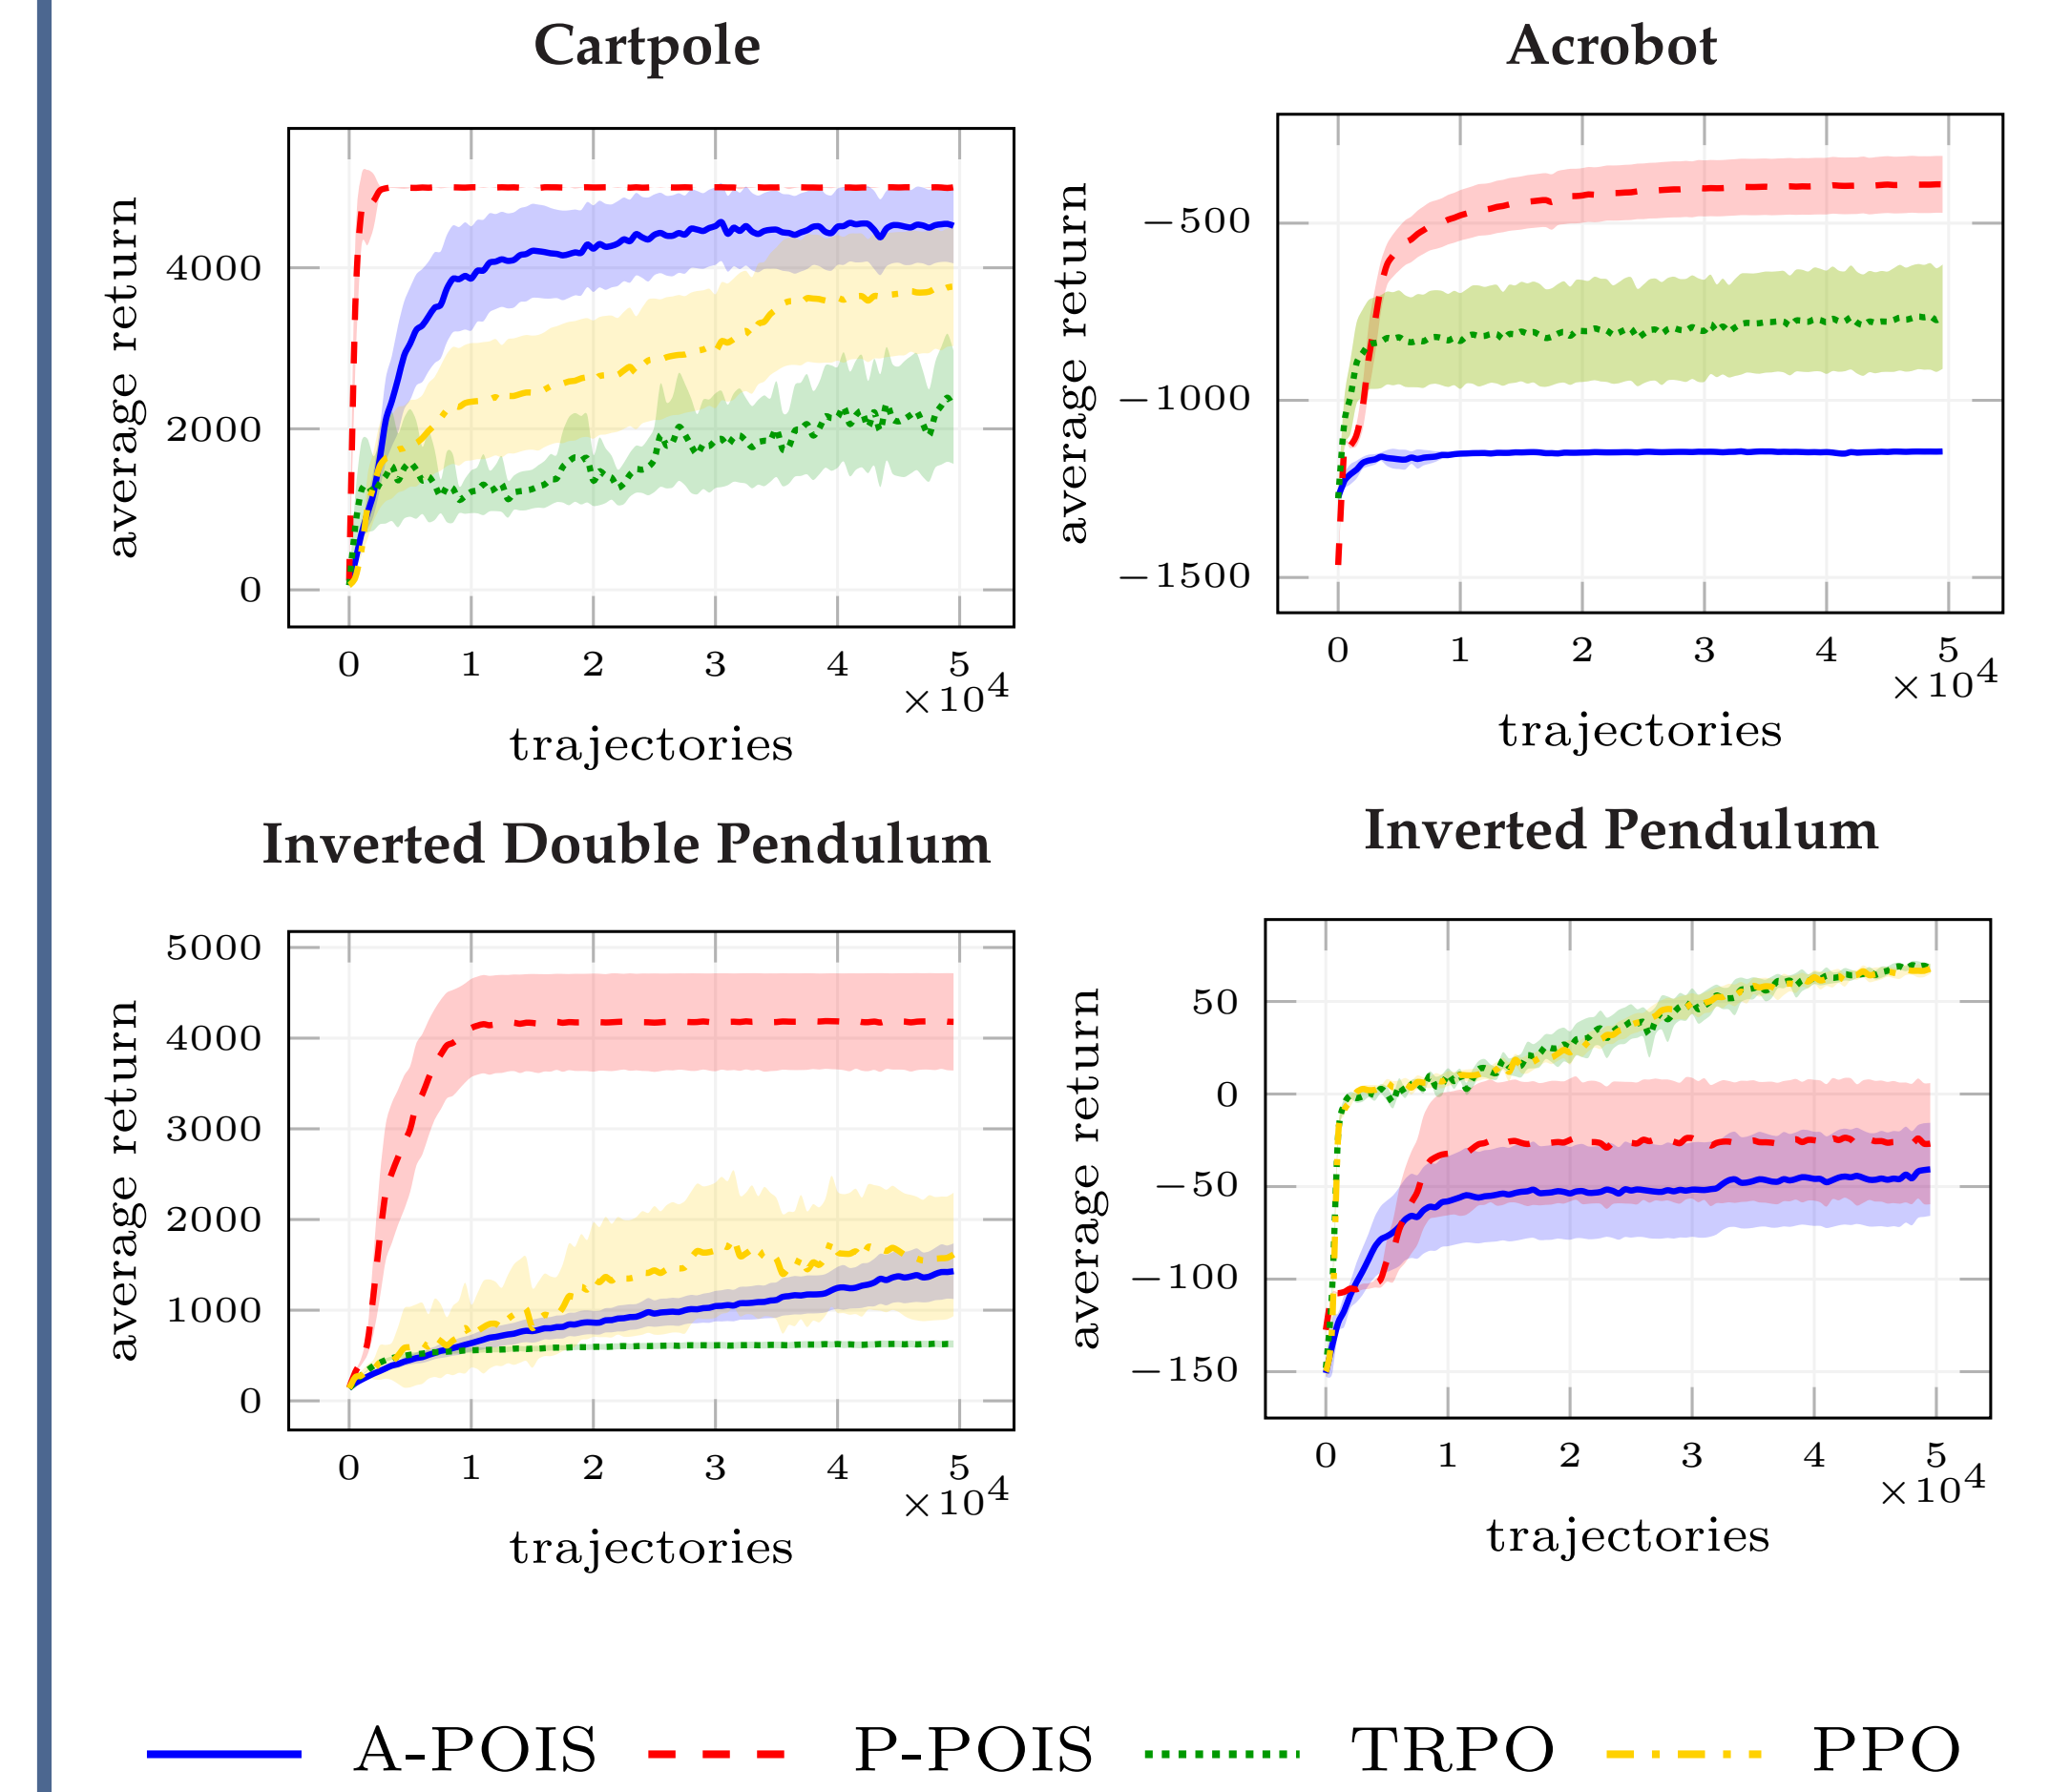 Cartpole
average return
4000
2000
0
0 1 2 3 4 5
×10⁴
trajectories
Acrobot
average return
−500
−1000
−1500
0 1 2 3 4 5
×10⁴
trajectories
Inverted Double Pendulum
average return
5000
4000
3000
2000
1000
0
0 1 2 3 4 5
×10⁴
trajectories
Inverted Pendulum
average return
50
0
−50
−100
−150
0 1 2 3 4 5
×10⁴
trajectories
A-POIS P-POIS TRPO PPO